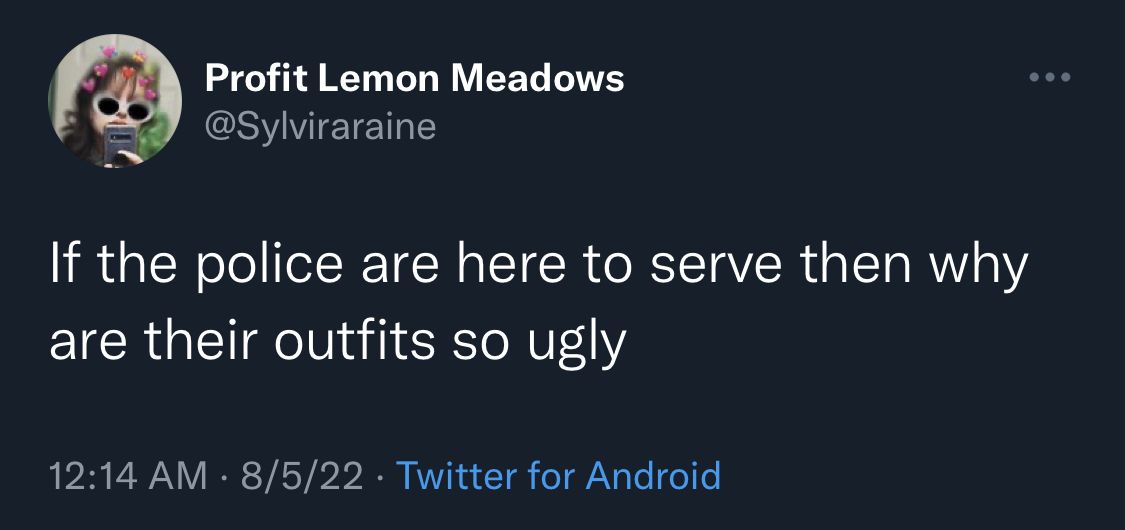 Profit Lemon Meadows
@Sylviraraine
If the police are here to serve then why
are their outfits so ugly
12:14 AM · 8/5/22 · Twitter for Android